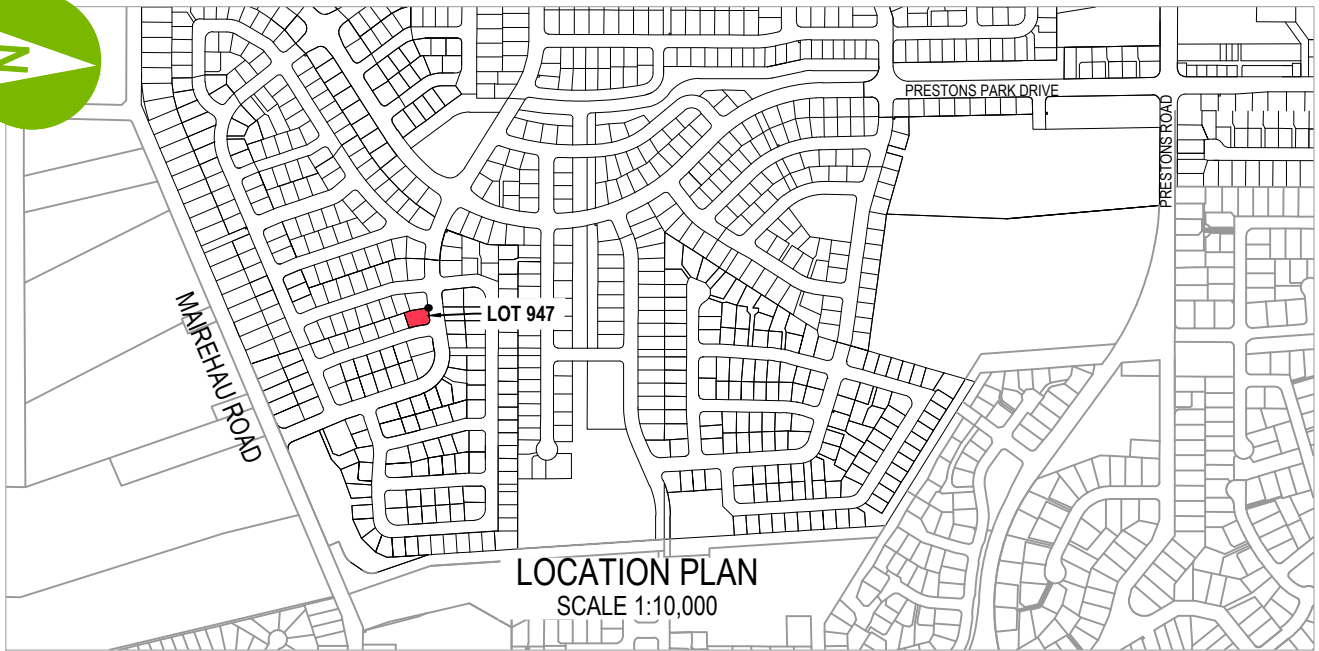 N
PRESTONS PARK DRIVE
PRESTONS ROAD
LOT 947
MAIREHAU ROAD
LOCATION PLAN
SCALE 1:10,000